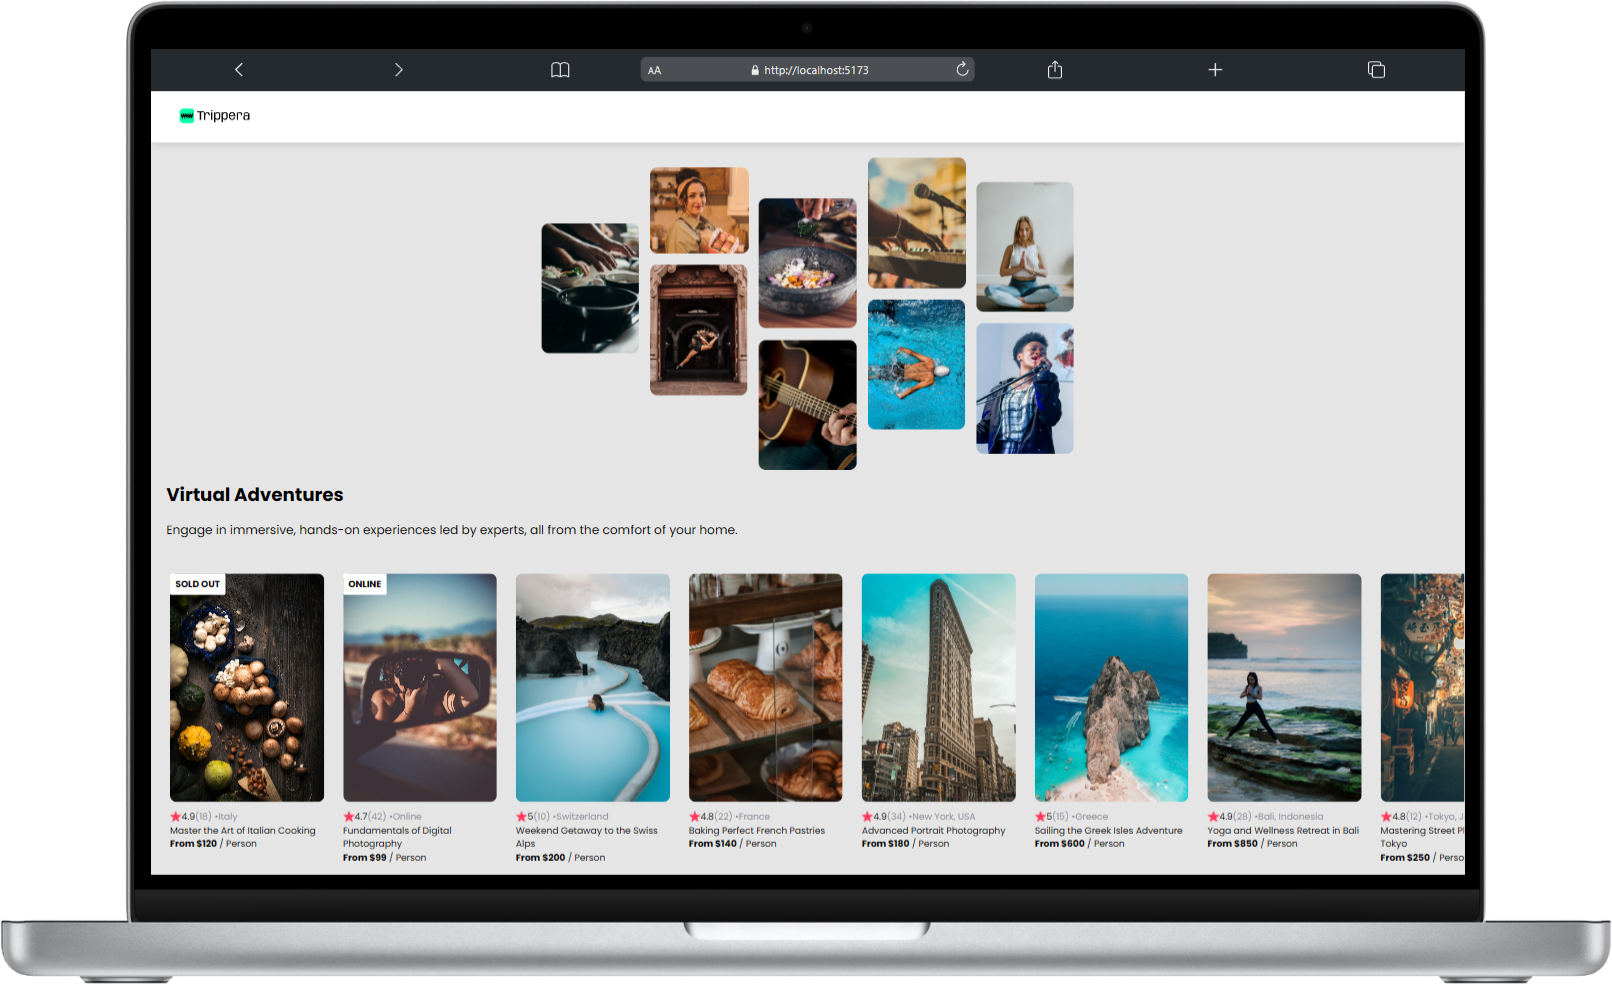 AA
http://localhost:5173
Trippera
Virtual Adventures
Engage in immersive, hands-on experiences led by experts, all from the comfort of your home.
SOLD OUT
4.9(18) •Italy
Master the Art of Italian Cooking
From $120 / Person
ONLINE
4.7(42) •Online
Fundamentals of Digital
Photography
From $99 / Person
5(10) •Switzerland
Weekend Getaway to the Swiss
Alps
From $200 / Person
4.8(22) •France
Baking Perfect French Pastries
From $140 / Person
4.9(34) •New York, USA
Advanced Portrait Photography
From $180 / Person
5(15) •Greece
Sailing the Greek Isles Adventure
From $600 / Person
4.9(28) •Bali, Indonesia
Yoga and Wellness Retreat in Bali
From $850 / Person
4.8(12) •Tokyo, J
Mastering Street Pl
Tokyo
From $250 / Perso